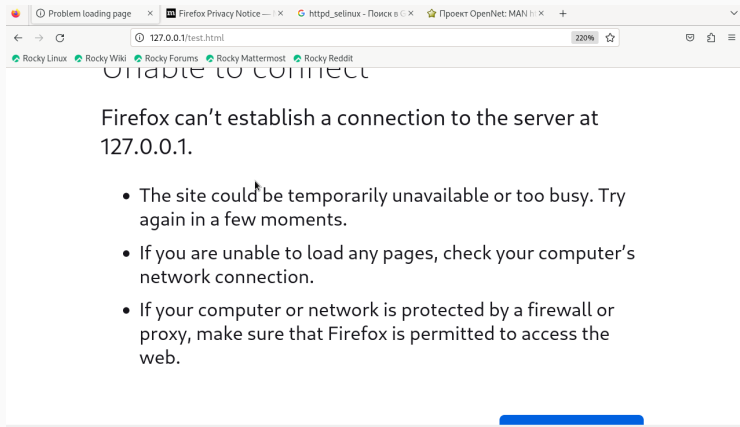 Problem loading page
Firefox Privacy Notice —
httpd_selinux - Поиск в G
Проект OpenNET: MAN h
127.0.0.1/test.html
220%
Rocky Linux Rocky Wiki Rocky Forums Rocky Mattermost Rocky Reddit
Unable to connect
Firefox can’t establish a connection to the server at
127.0.0.1.
The site could be temporarily unavailable or too busy. Try
again in a few moments.
If you are unable to load any pages, check your computer’s
network connection.
If your computer or network is protected by a firewall or
proxy, make sure that Firefox is permitted to access the
web.